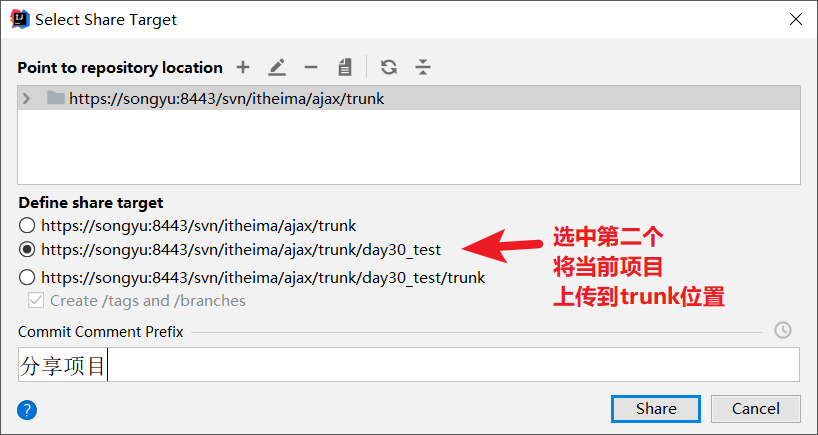 Select Share Target
Point to repository location
https://songyu:8443/svn/itheima/ajax/trunk
Define share target
https://songyu:8443/svn/itheima/ajax/trunk
https://songyu:8443/svn/itheima/ajax/trunk/day30_test
https://songyu:8443/svn/itheima/ajax/trunk/day30_test/trunk
Create /tags and /branches
选中第二个
将当前项目
上传到trunk位置
Commit Comment Prefix
分享项目
?
Share
Cancel